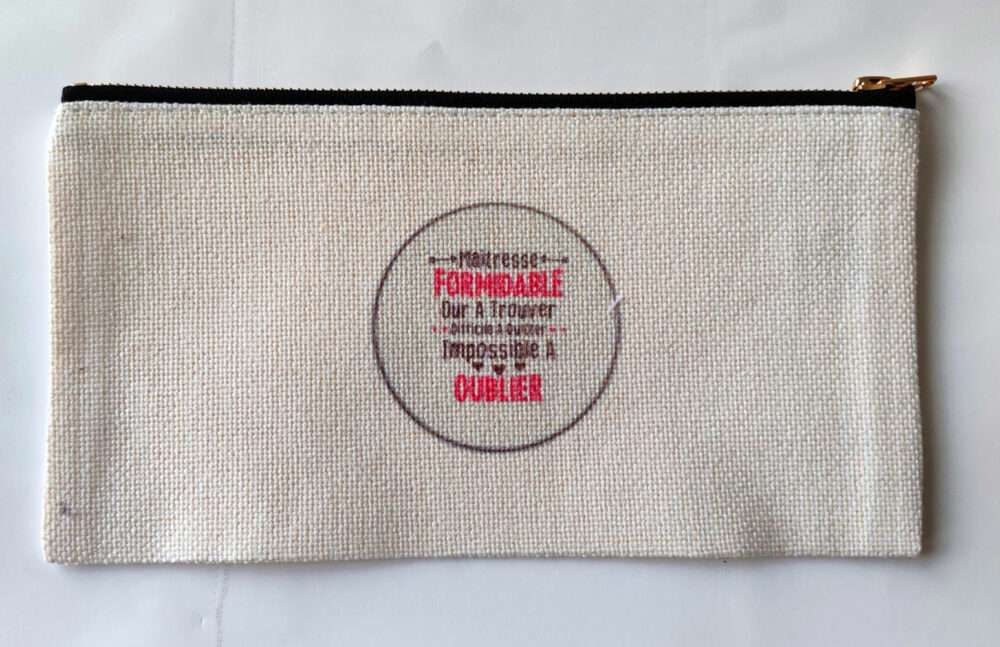 Maitresse
FORMIDABLE
Dur A Trouver
Difficile A Quitter
Impossible A
OUBLIER